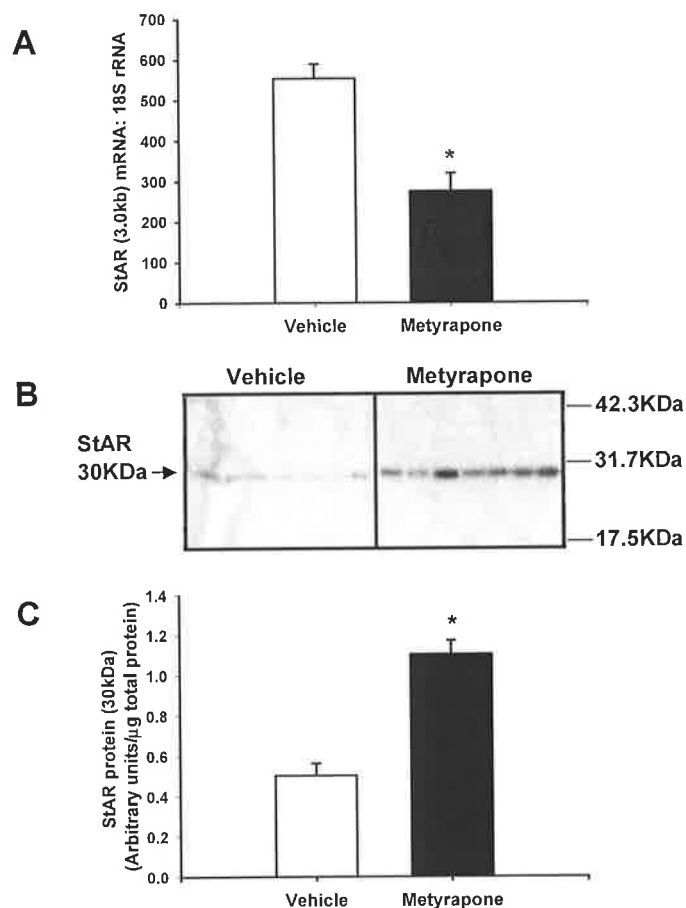 A
StAR (3.0kb) mRNA: 18S rRNA
700
600
500
400
300
200
100
0
*
Vehicle
Metyrapone
B
Vehicle
Metyrapone
StAR
30KDa
42.3KDa
31.7KDa
17.5KDa
C
StAR protein (30kDa)
(Arbitrary units/µg total protein)
1.4
1.2
1.0
0.8
0.6
0.4
0.2
0.0
*
Vehicle
Metyrapone